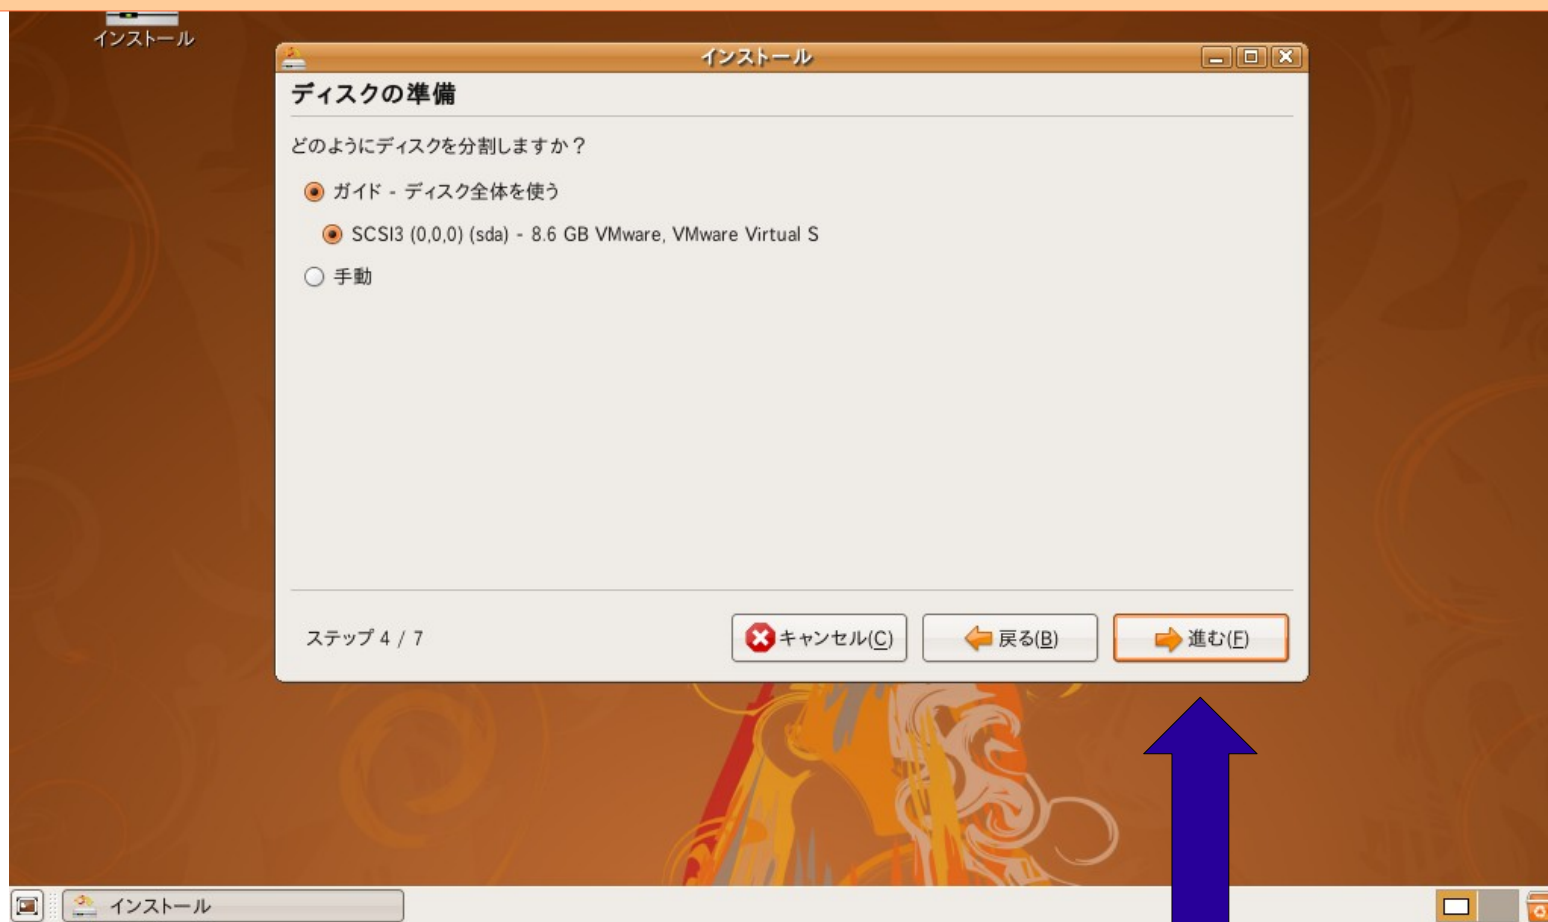 インストール
インストール
ディスクの準備
どのようにディスクを分割しますか？
ガイド - ディスク全体を使う
SCSI3 (0,0,0) (sda) - 8.6 GB VMware, VMware Virtual S
手動
ステップ 4 / 7
キャンセル(C)
戻る(B)
進む(F)
インストール